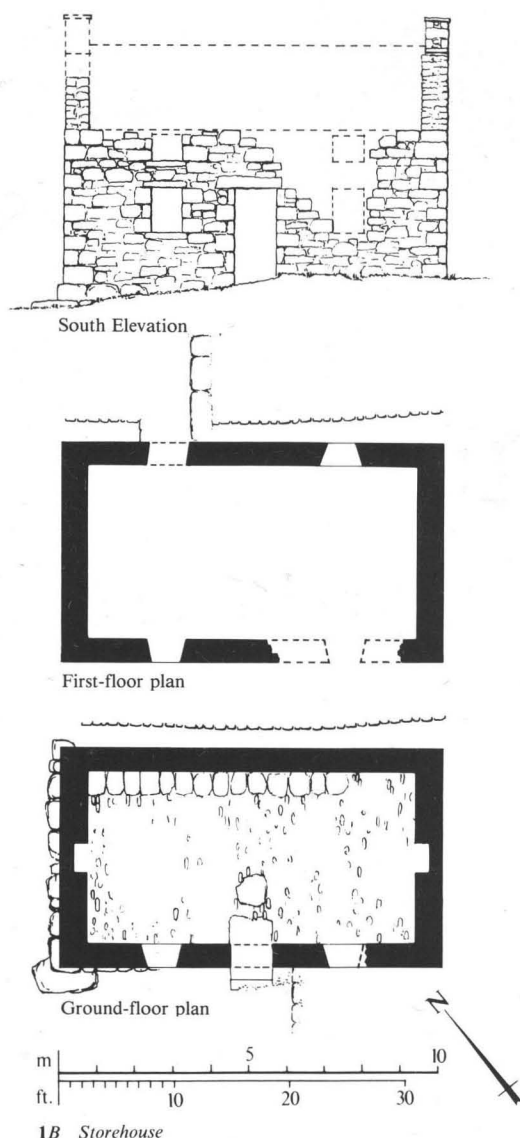 South Elevation
First-floor plan
Ground-floor plan
N
m 5 10
ft. 10 20 30
1B Storehouse